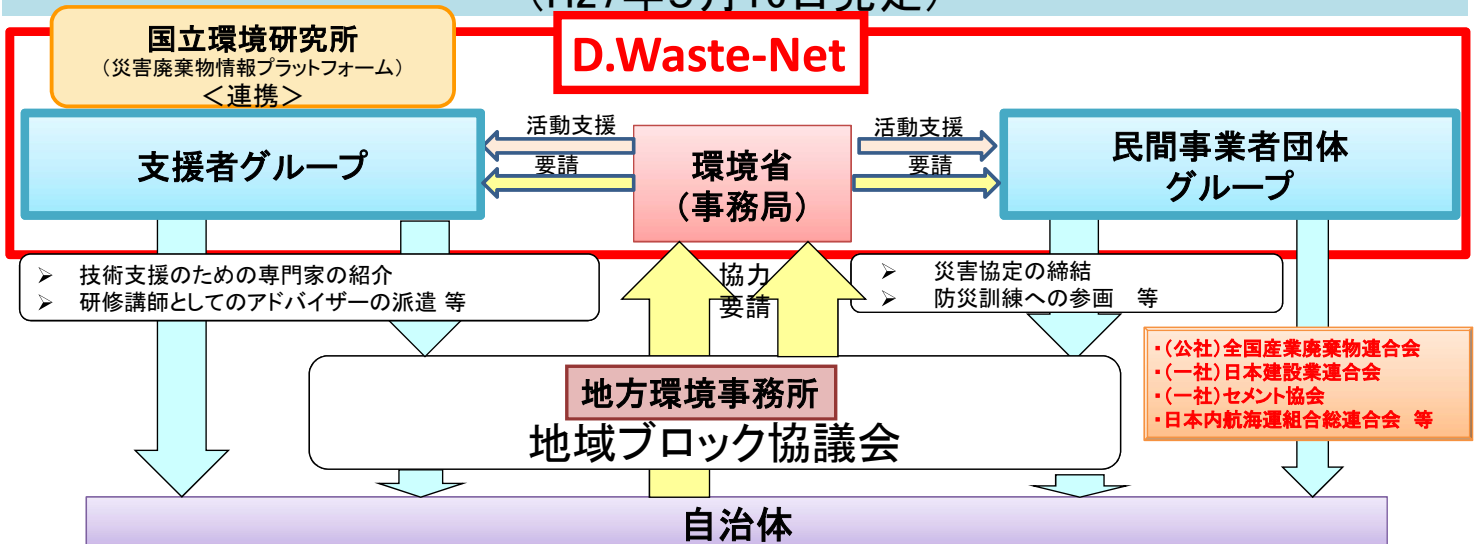 国立環境研究所
(災害廃棄物情報プラットフォーム)
＜連携＞
D.Waste-Net
支援者グループ
活動支援
要請
環境省
(事務局)
活動支援
要請
民間事業者団体
グループ
➢ 技術支援のための専門家の紹介
➢ 研修講師としてのアドバイザーの派遣 等
協力
要請
➢ 災害協定の締結
➢ 防災訓練への参画　等
・(公社)全国産業廃棄物連合会
・(一社)日本建設業連合会
・(一社)セメント協会
・日本内航海運組合総連合会 等
地方環境事務所
地域ブロック協議会
自治体